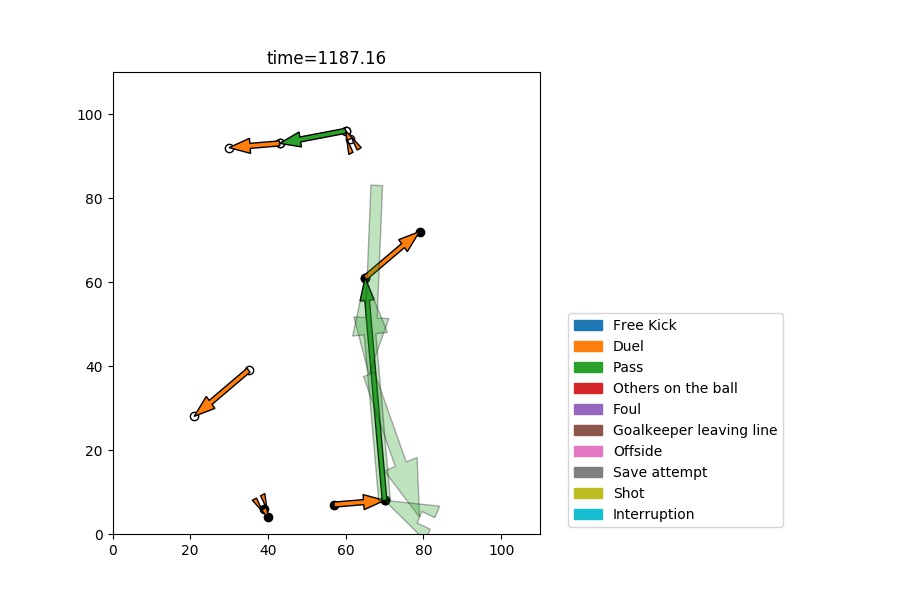 time=1187.16
100
80
60
40
20
0
0 20 40 60 80 100
Free Kick
Duel
Pass
Others on the ball
Foul
Goalkeeper leaving line
Offside
Save attempt
Shot
Interruption